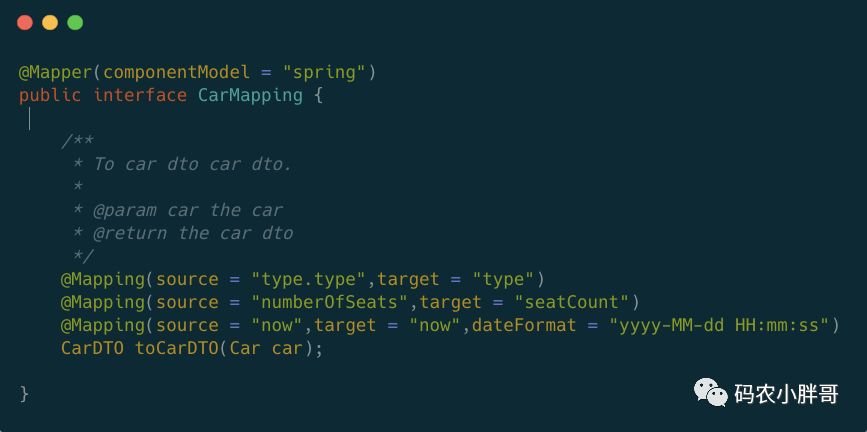 @Mapper(componentModel = "spring")
public interface CarMapping {
/**
* To car dto car dto.
*
* @param car the car
* @return the car dto
*/
@Mapping(source = "type.type",target = "type")
@Mapping(source = "numberOfSeats",target = "seatCount")
@Mapping(source = "now",target = "now",dateFormat = "yyyy-MM-dd HH:mm:ss")
CarDTO toCarDTO(Car car);
}
码农小胖哥